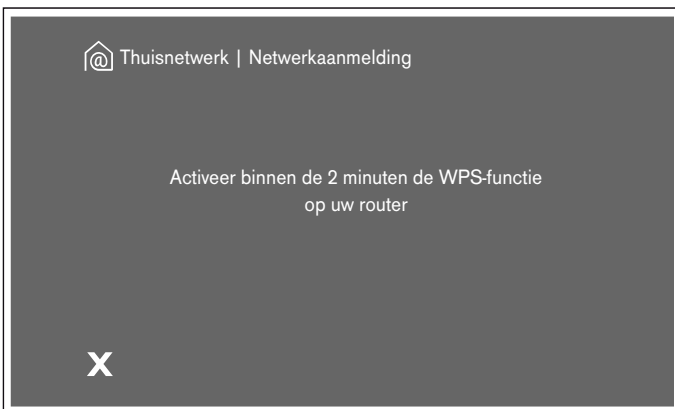 @ Thuisnetwerk | Netwerkaanmelding
Activeer binnen de 2 minuten de WPS-functie
op uw router
X